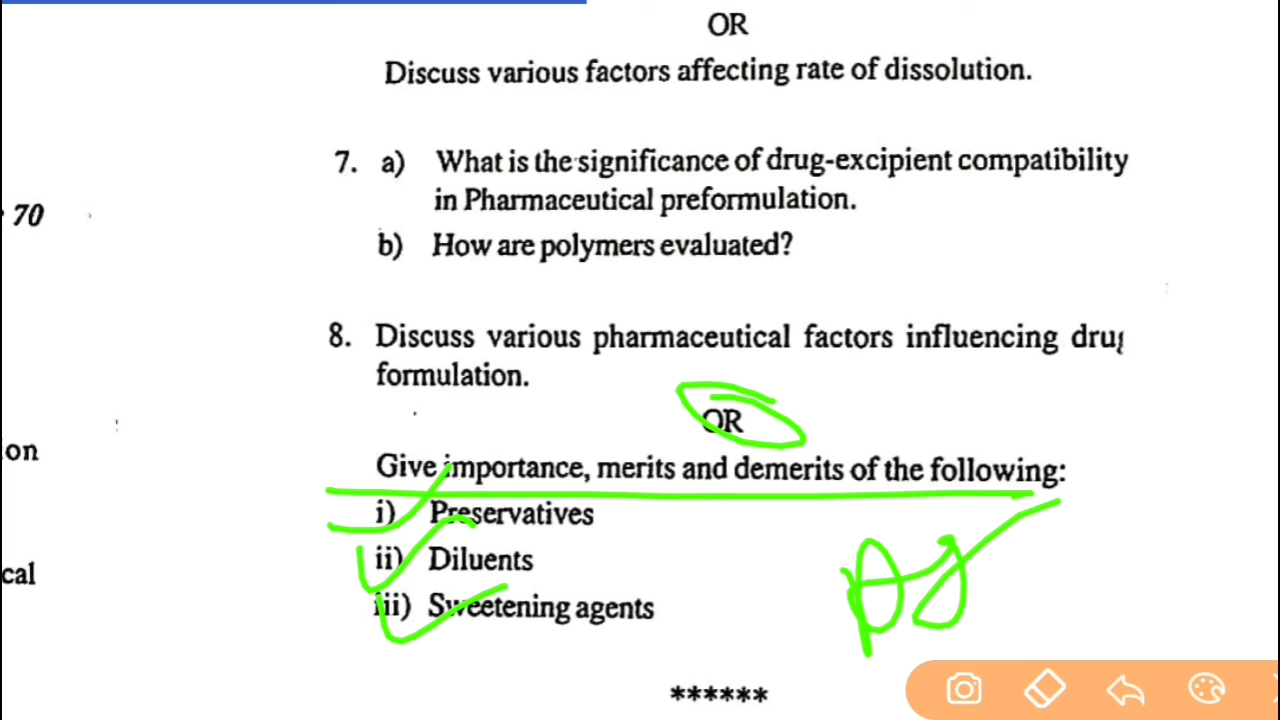 OR
Discuss various factors affecting rate of dissolution.
7. a) What is the significance of drug-excipient compatibility
in Pharmaceutical preformulation.
70
b) How are polymers evaluated?
8. Discuss various pharmaceutical factors influencing drug
formulation.
OR
on
Give importance, merits and demerits of the following:
i) Preservatives
ii) Diluents
cal
iii) Sweetening agents
******